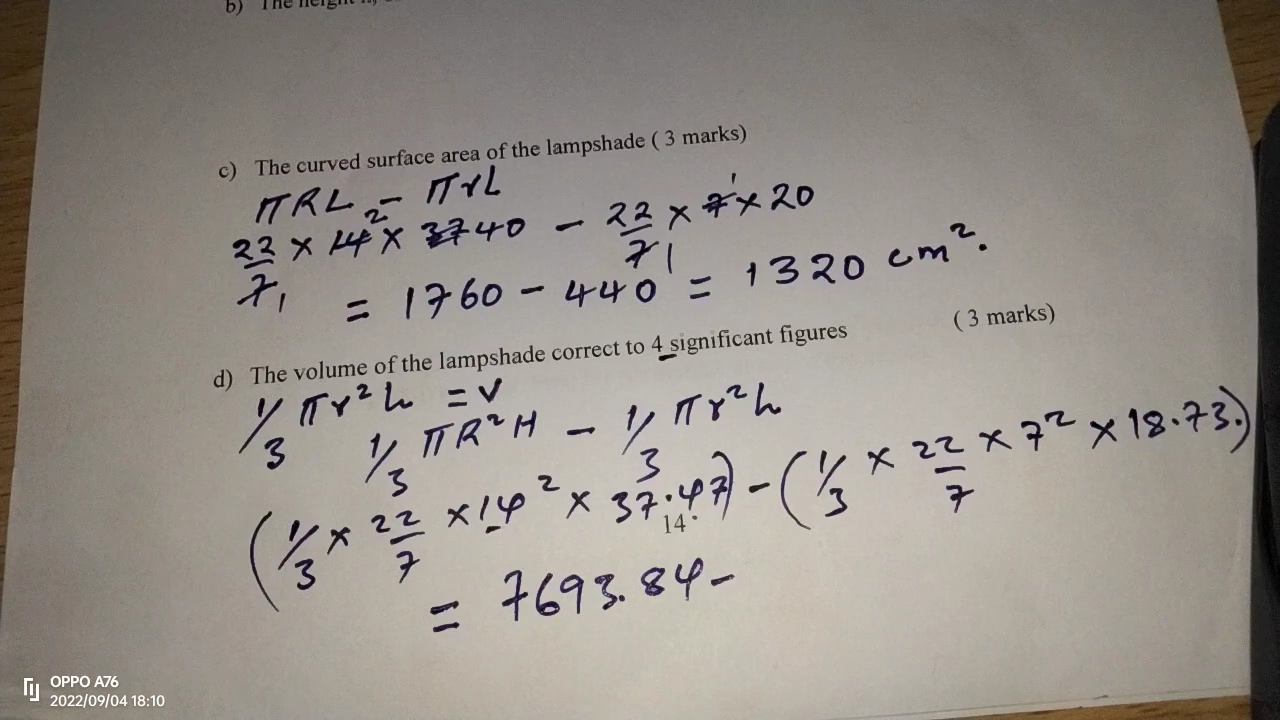 b) The height
c) The curved surface area of the lampshade ( 3 marks)
πRL - πrL
22/7 × 14 × 40 - 22/7 × 7 × 20
= 1760 - 440 = 1320 cm².
d) The volume of the lampshade correct to 4 significant figures ( 3 marks)
1/3 πr²h = V
1/3 πR²H - 1/3 πr²h
(1/3 × 22/7 × 14² × 37.47) - (1/3 × 22/7 × 7² × 18.73.)
14
= 7693.84 -
OPPO A76
2022/09/04 18:10